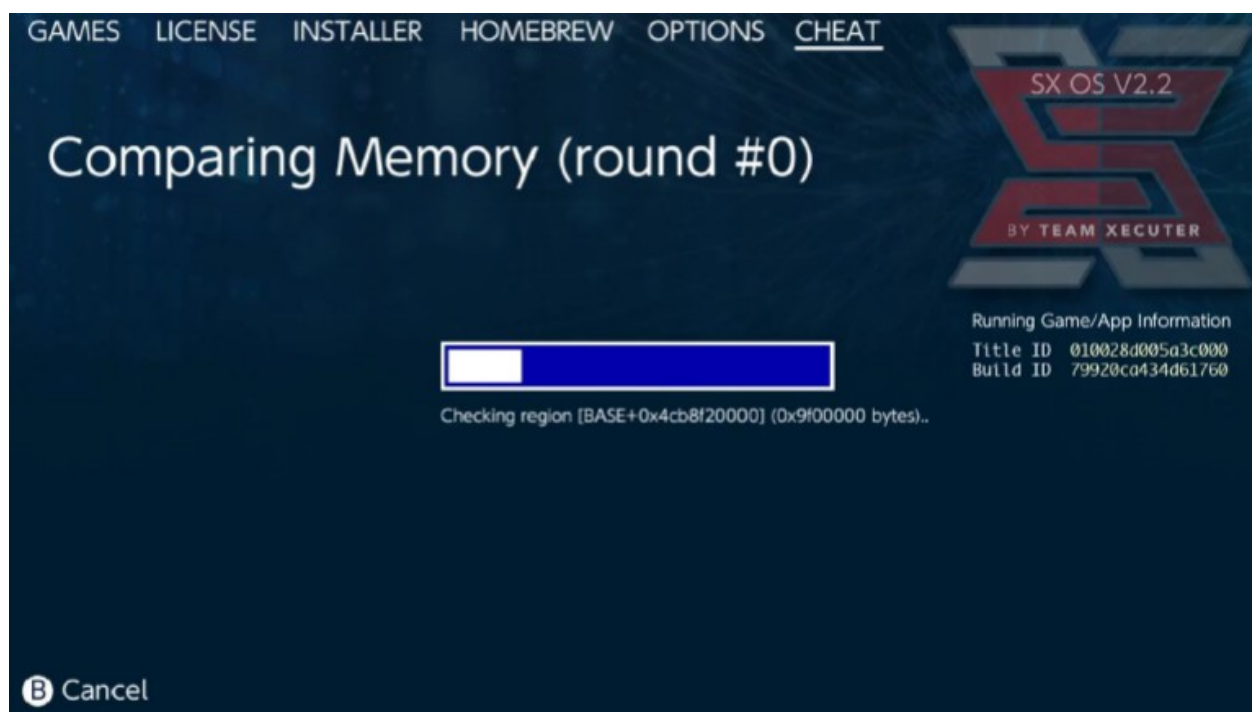 GAMES LICENSE INSTALLER HOMEBREW OPTIONS CHEAT
SX OS V2.2
Comparing Memory (round #0)
BY TEAM XECUTER
Running Game/App Information
Title ID 010028d005a3c000
Build ID 79920ca434d61760
Checking region [BASE+0x4cb8f20000] (0x9f00000 bytes)..
B Cancel